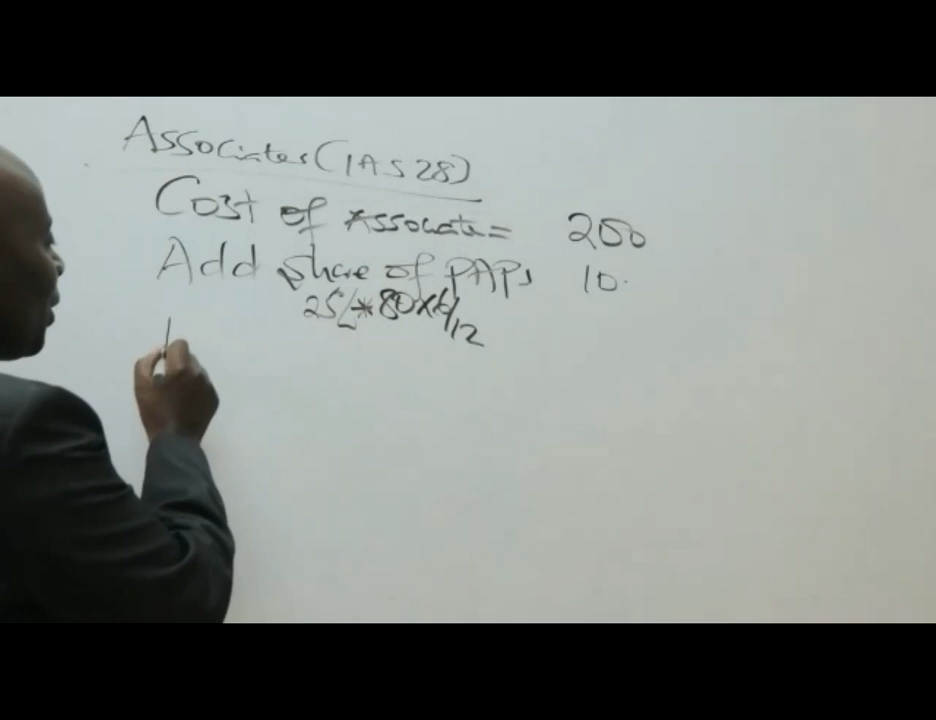 Associates (IAS 28)
Cost of Associate = 200
Add share of PAPs 10
25% * 80 x 6/12